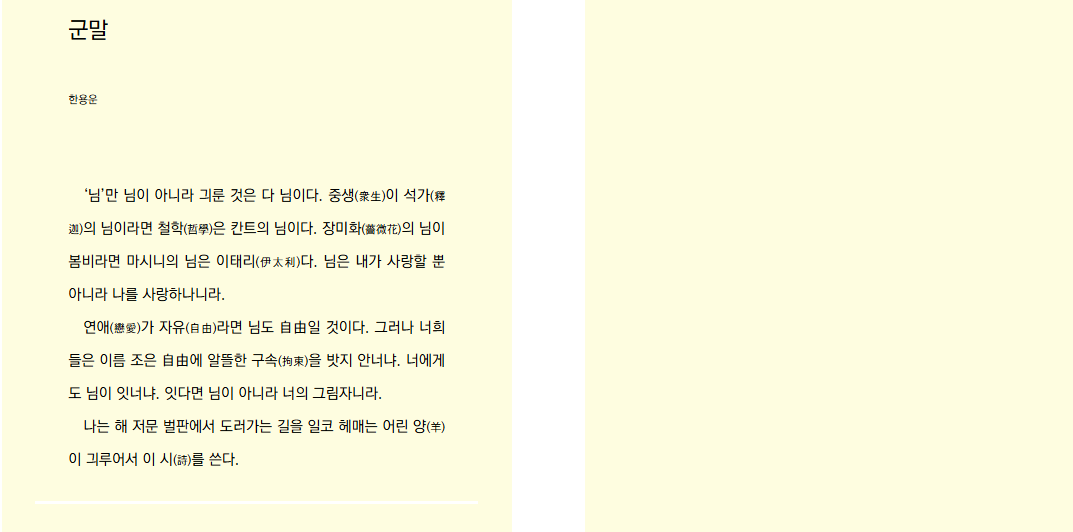 군말
한용운
‘님’만 님이 아니라 긔룬 것은 다 님이다. 중생(衆生)이 석가(釋
迦)의 님이라면 철학(哲學)은 칸트의 님이다. 장미화(薔薇花)의 님이
봄비라면 마시니의 님은 이태리(伊太利)다. 님은 내가 사랑할 뿐
아니라 나를 사랑하나니라.
연애(戀愛)가 자유(自由)라면 님도 自由일 것이다. 그러나 너희
들은 이름 조은 自由에 알뜰한 구속(拘束)을 밧지 안너냐. 너에게
도 님이 잇너냐. 잇다면 님이 아니라 너의 그림자니라.
나는 해 저문 벌판에서 도러가는 길을 일코 헤매는 어린 양(羊)
이 긔루어서 이 시(詩)를 쓴다.